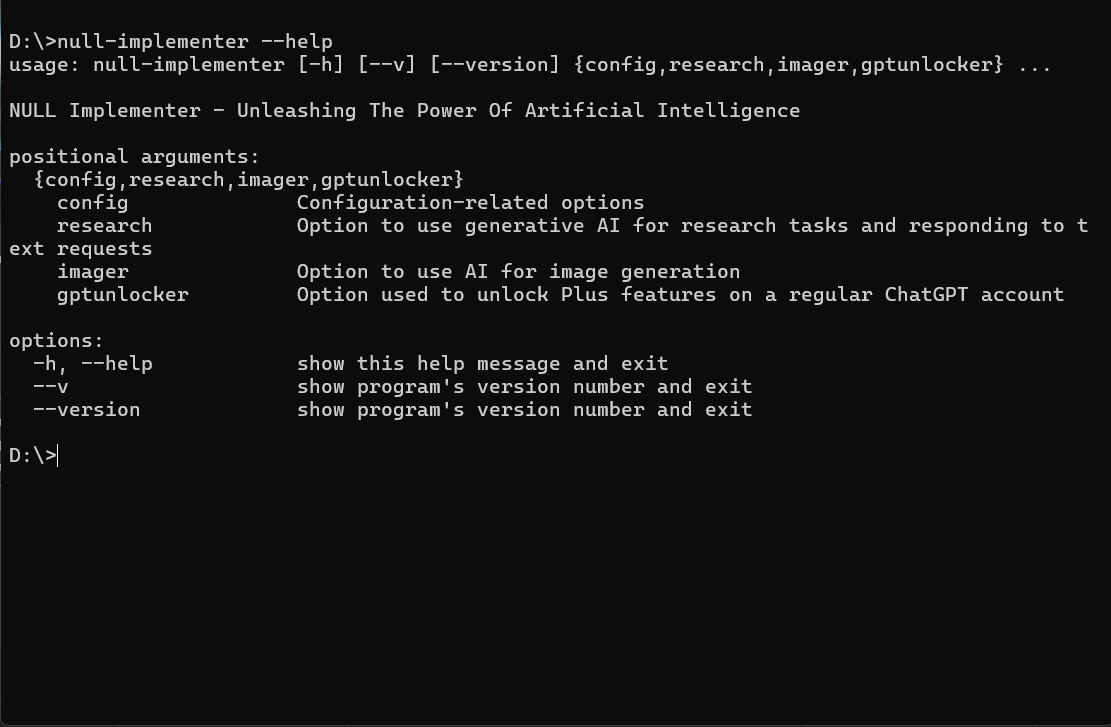 D:\>null-implementer --help
usage: null-implementer [-h] [--v] [--version] {config,research,imager,gptunlocker} ...
NULL Implementer - Unleashing The Power Of Artificial Intelligence
positional arguments:
  {config,research,imager,gptunlocker}
    config              Configuration-related options
    research            Option to use generative AI for research tasks and responding to t
ext requests
    imager              Option to use AI for image generation
    gptunlocker         Option used to unlock Plus features on a regular ChatGPT account
options:
  -h, --help            show this help message and exit
  --v                   show program's version number and exit
  --version             show program's version number and exit
D:\>